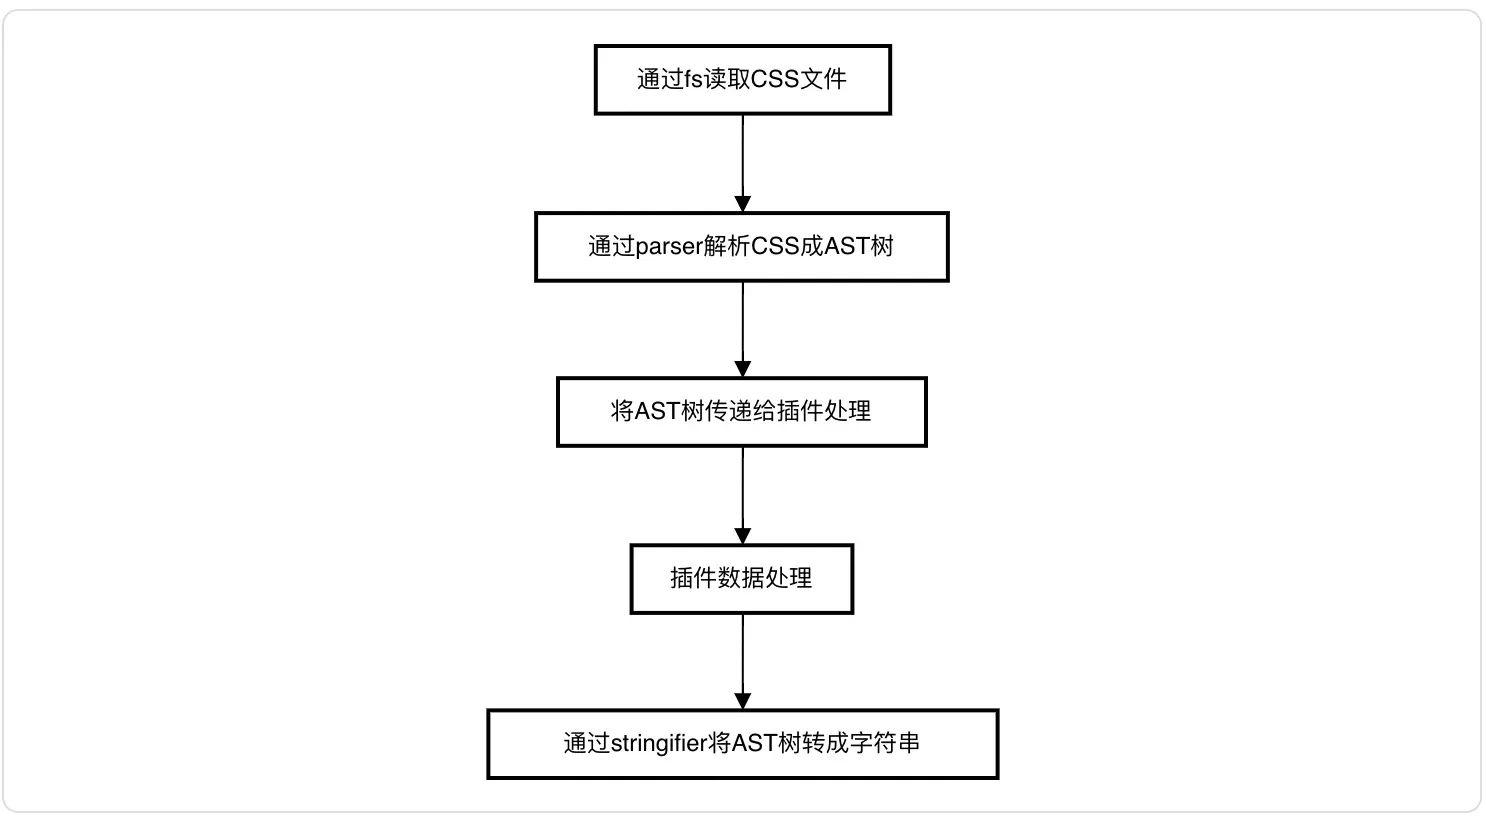 通过fs读取CSS文件
通过parser解析CSS成AST树
将AST树传递给插件处理
插件数据处理
通过stringifier将AST树转成字符串